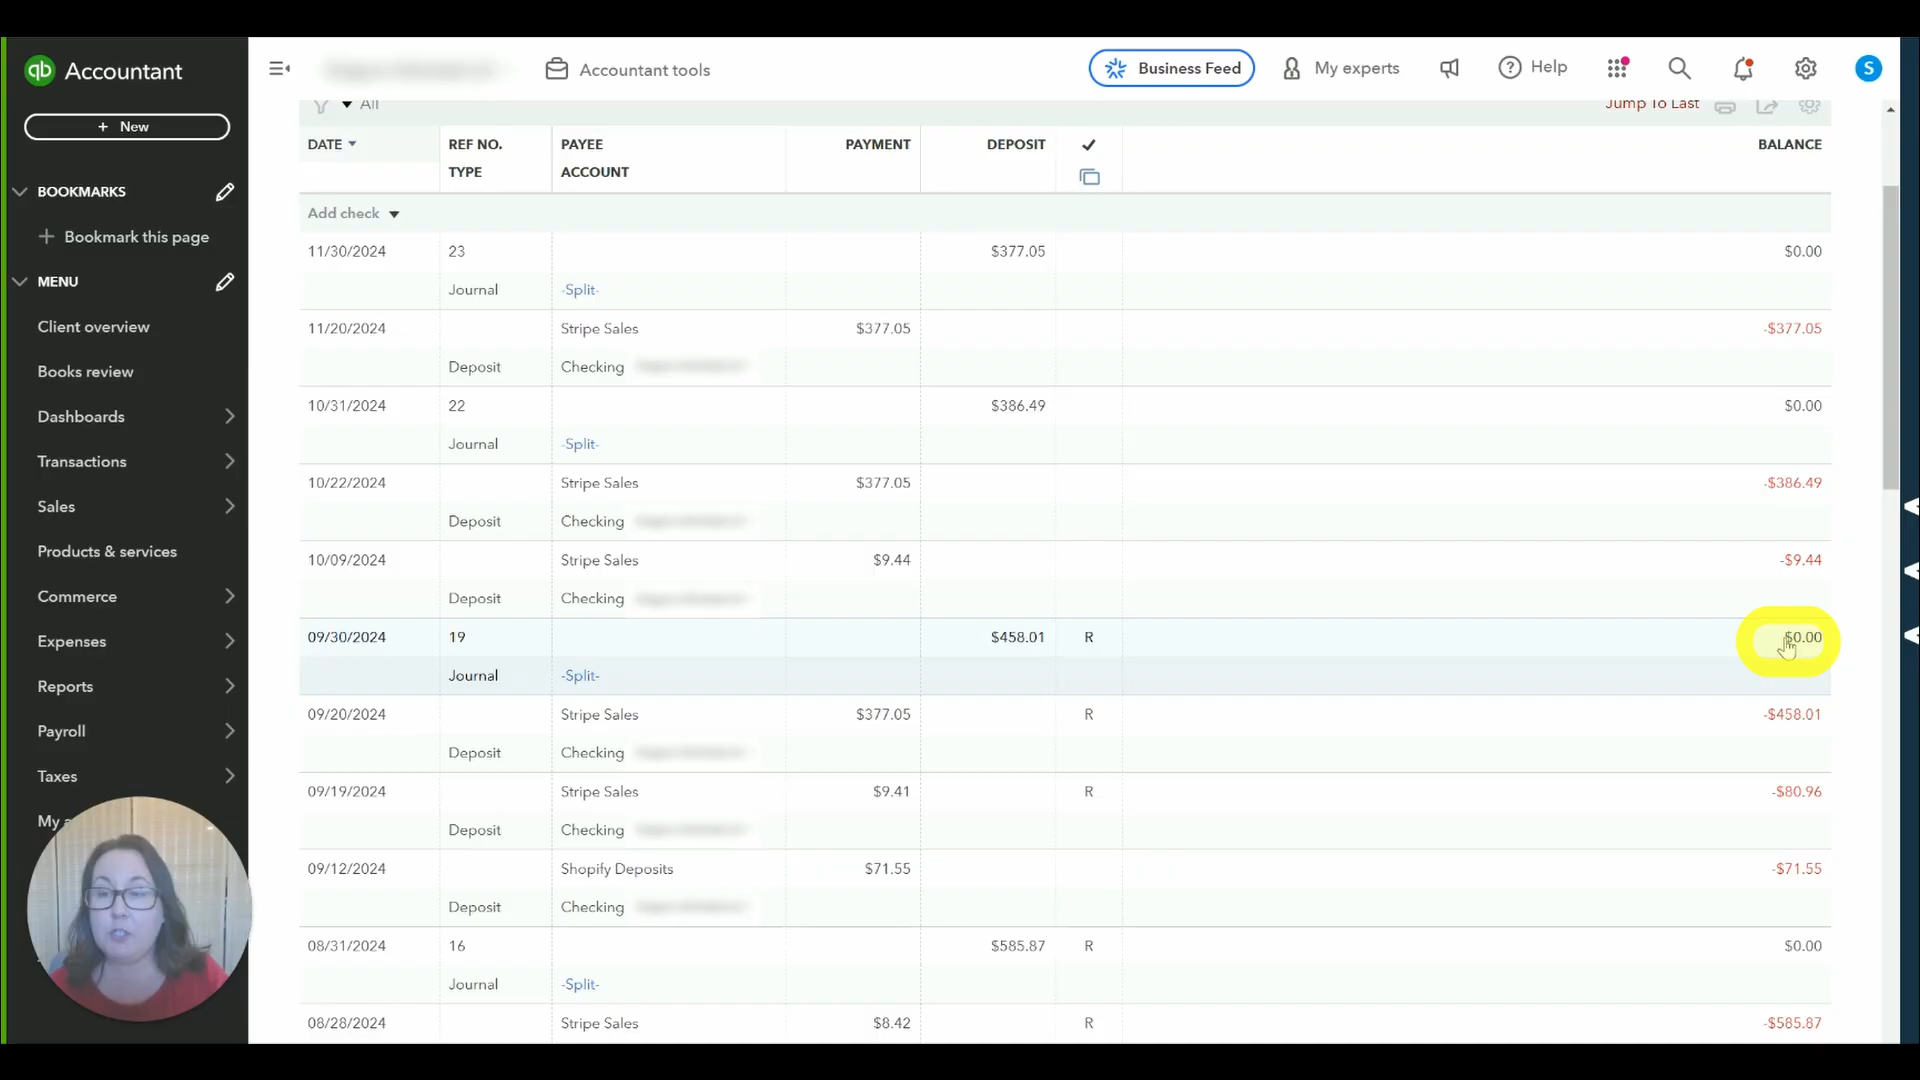 qb Accountant
Accountant tools
Business Feed
My experts
Help
S
+ New
All
Jump To Last
BOOKMARKS
Bookmark this page
MENU
Client overview
Books review
Dashboards
Transactions
Sales
Products & services
Commerce
Expenses
Reports
Payroll
Taxes
My
DATE REF NO. PAYEE PAYMENT DEPOSIT BALANCE
TYPE ACCOUNT
Add check
11/30/2024 23 $377.05 $0.00
Journal -Split-
11/20/2024 Stripe Sales $377.05 -$377.05
Deposit Checking
10/31/2024 22 $386.49 $0.00
Journal -Split-
10/22/2024 Stripe Sales $377.05 -$386.49
Deposit Checking
10/09/2024 Stripe Sales $9.44 -$9.44
Deposit Checking
09/30/2024 19 $458.01 R $0.00
Journal -Split-
09/20/2024 Stripe Sales $377.05 R -$458.01
Deposit Checking
09/19/2024 Stripe Sales $9.41 R -$80.96
Deposit Checking
09/12/2024 Shopify Deposits $71.55 -$71.55
Deposit Checking
08/31/2024 16 $585.87 R $0.00
Journal -Split-
08/28/2024 Stripe Sales $8.42 R -$585.87